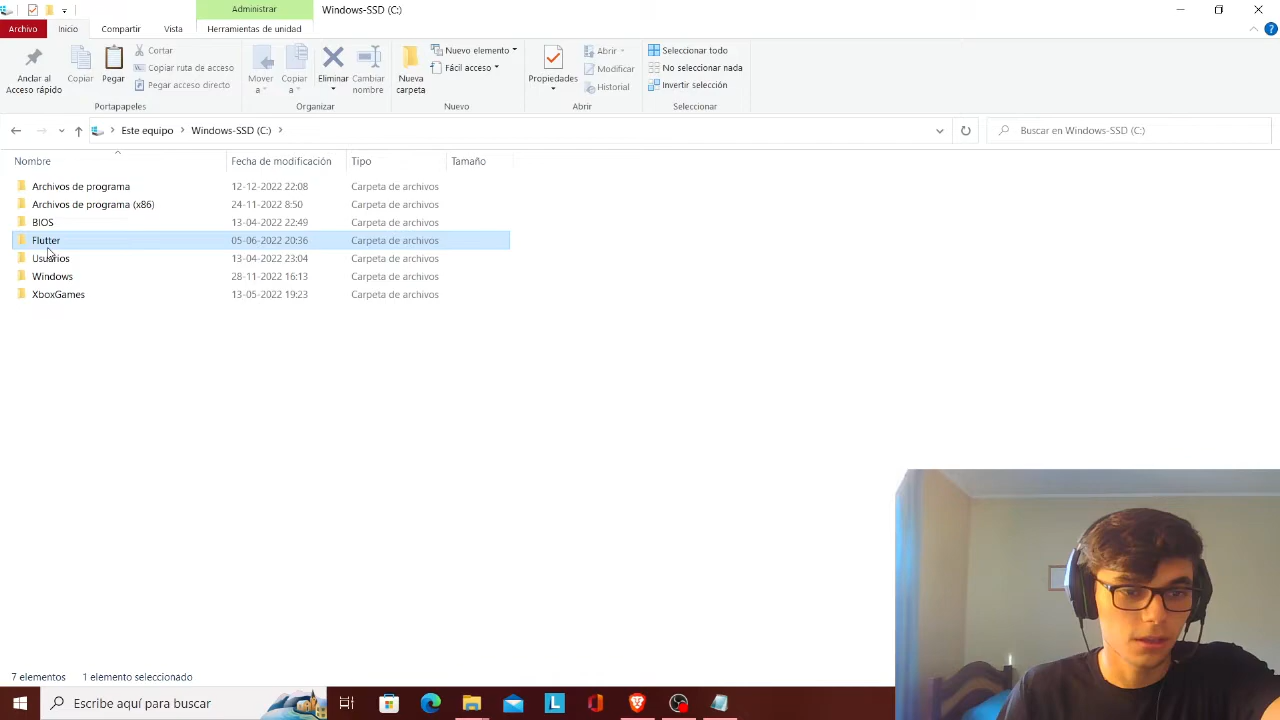 Administrar
Windows-SSD (C:)
Archivo
Inicio
Compartir
Vista
Herramientas de unidad
Anclar al
Acceso rápido
Copiar
Pegar
Cortar
Copiar ruta de acceso
Pegar acceso directo
Portapapeles
Mover
a
Copiar
a
Eliminar
Cambiar
nombre
Organizar
Nueva
carpeta
Nuevo elemento
Fácil acceso
Nuevo
Propiedades
Abrir
Modificar
Historial
Abrir
Seleccionar todo
No seleccionar nada
Invertir selección
Seleccionar
Este equipo > Windows-SSD (C:) >
Buscar en Windows-SSD (C:)
Nombre Fecha de modificación Tipo Tamaño
Archivos de programa 12-12-2022 22:08 Carpeta de archivos
Archivos de programa (x86) 24-11-2022 8:50 Carpeta de archivos
BIOS 13-04-2022 22:49 Carpeta de archivos
Flutter 05-06-2022 20:36 Carpeta de archivos
Usuarios 13-04-2022 23:04 Carpeta de archivos
Windows 28-11-2022 16:13 Carpeta de archivos
XboxGames 13-05-2022 19:23 Carpeta de archivos
7 elementos 1 elemento seleccionado
Escribe aquí para buscar
L